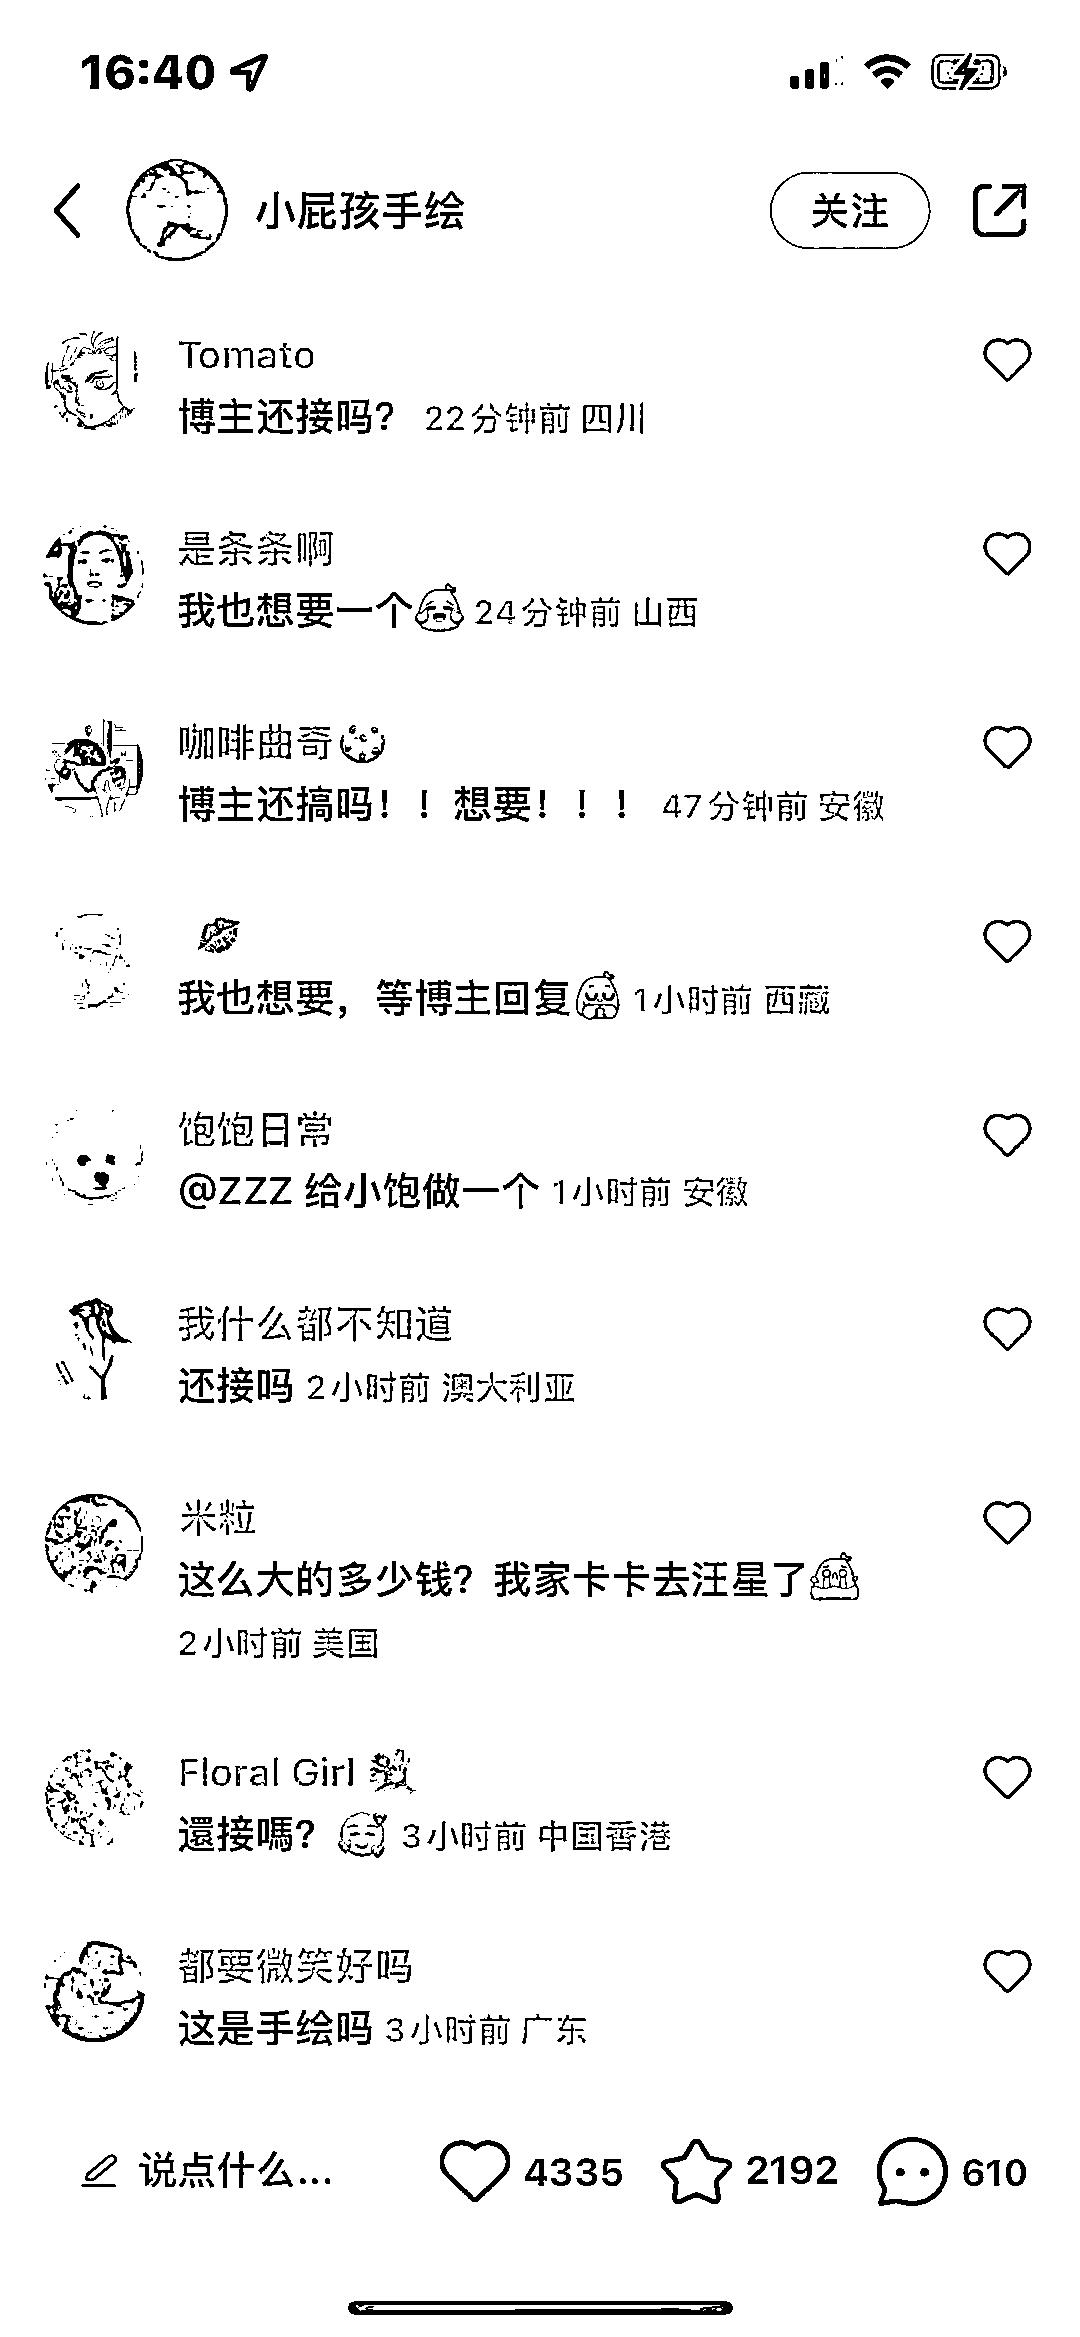 16:40
小屁孩手绘 关注
Tomato
博主还接吗? 22分钟前 四川
是条条啊
我也想要一个 24分钟前 山西
咖啡曲奇🍪
博主还搞吗！！想要！！！ 47分钟前 安徽
💋
我也想要，等博主回复 1小时前 西藏
饱饱日常
@ZZZ 给小饱做一个 1小时前 安徽
我什么都不知道
还接吗 2小时前 澳大利亚
米粒
这么大的多少钱？我家卡卡去汪星了
2小时前 美国
Floral Girl
還接嗎？🥰 3小时前 中国香港
都要微笑好吗
这是手绘吗 3小时前 广东
说点什么... 4335 2192 610